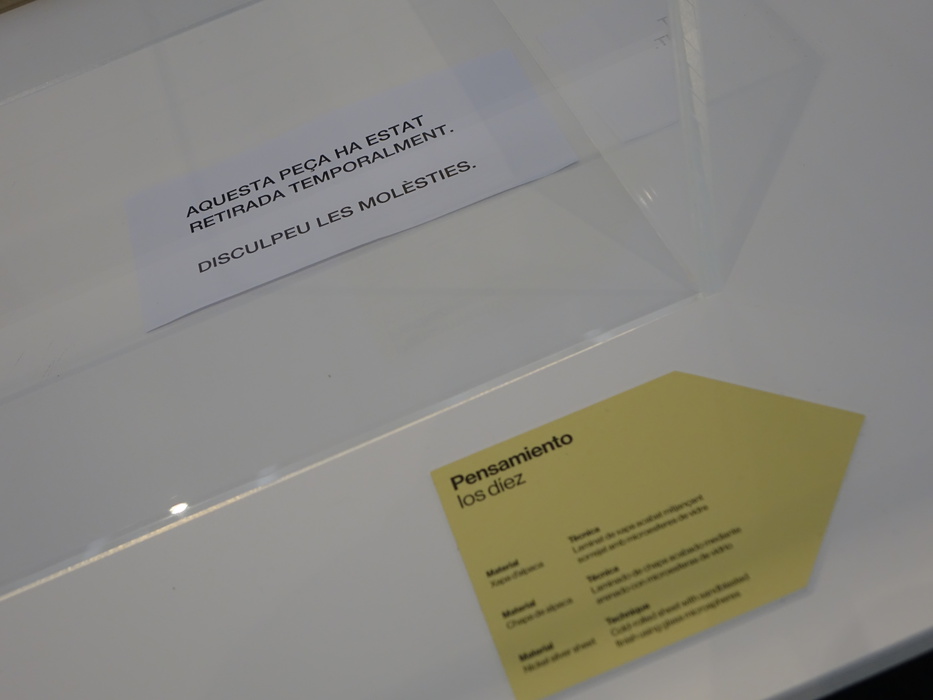 AQUESTA PEÇA HA ESTAT
RETIRADA TEMPORALMENT.
DISCULPEU LES MOLÈSTIES.
Pensamiento
los díez
Material
Xapa d'alpaca
Tècnica
Laminat de xapa acabat mitjançant
sorrejat amb microesferes de vidre
Material
Chapa de alpaca
Técnica
Laminado de chapa acabado mediante
arenado con microesferas de vidrio
Material
Nickel silver sheet
Technique
Cold-rolled sheet with sandblasted
finish using glass microspheres